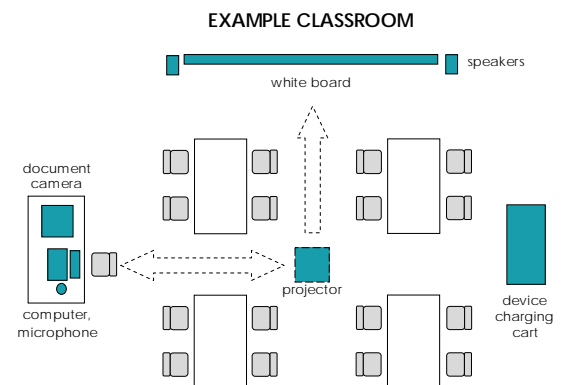 EXAMPLE CLASSROOM
speakers
white board
document
camera
projector
computer,
microphone
device
charging
cart